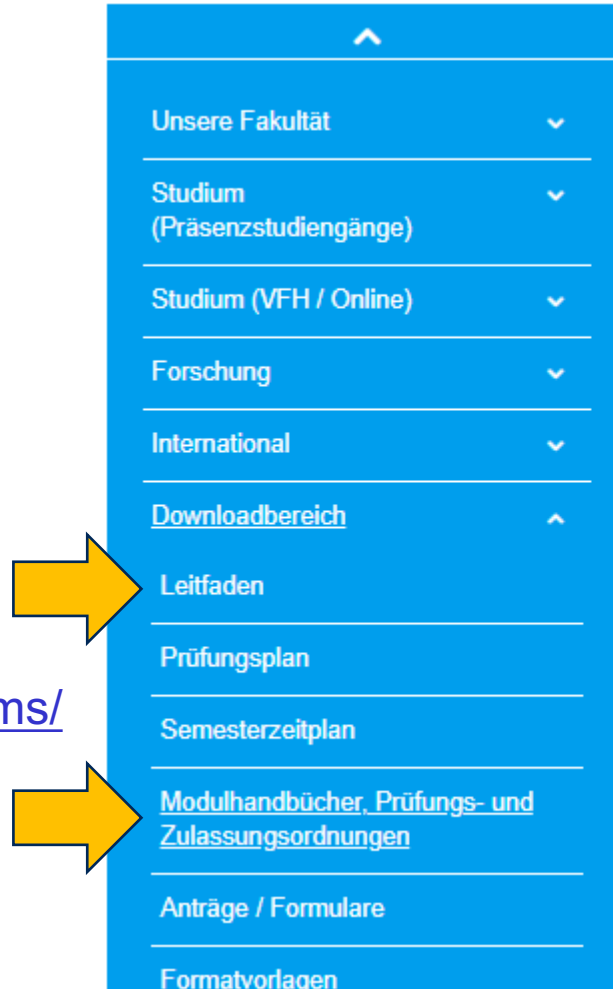 Unsere Fakultät
Studium
(Präsenzstudiengänge)
Studium (VFH / Online)
Forschung
International
Downloadbereich
Leitfaden
Prüfungsplan
ms/
Semesterzeitplan
Modulhandbücher, Prüfungs- und
Zulassungsordnungen
Anträge / Formulare
Formatvorlagen